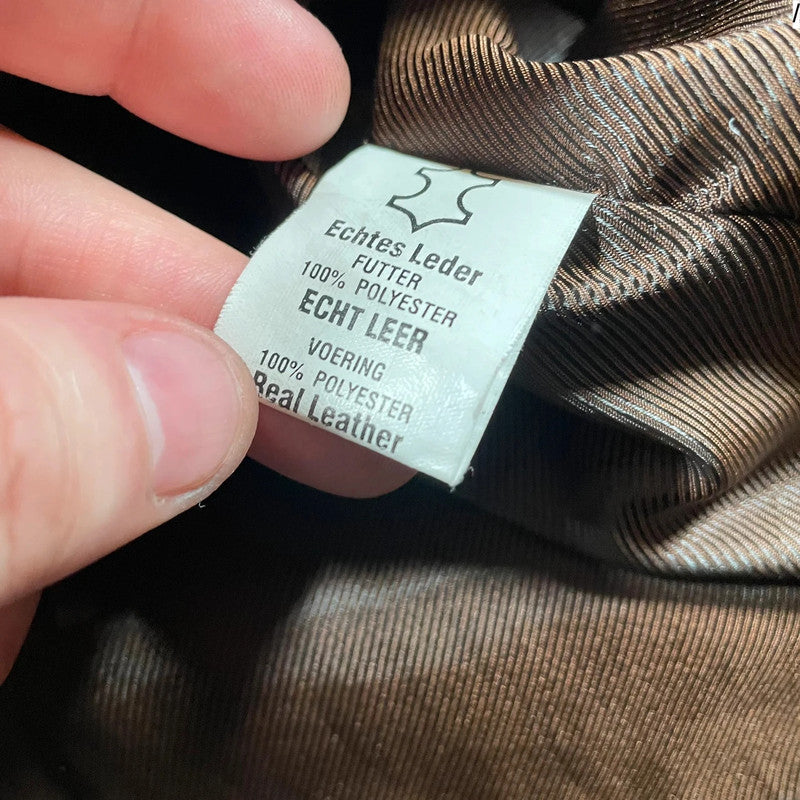 Echtes Leder
FUTTER
100% POLYESTER
ECHT LEER
VOERING
100% POLYESTER
Real Leather